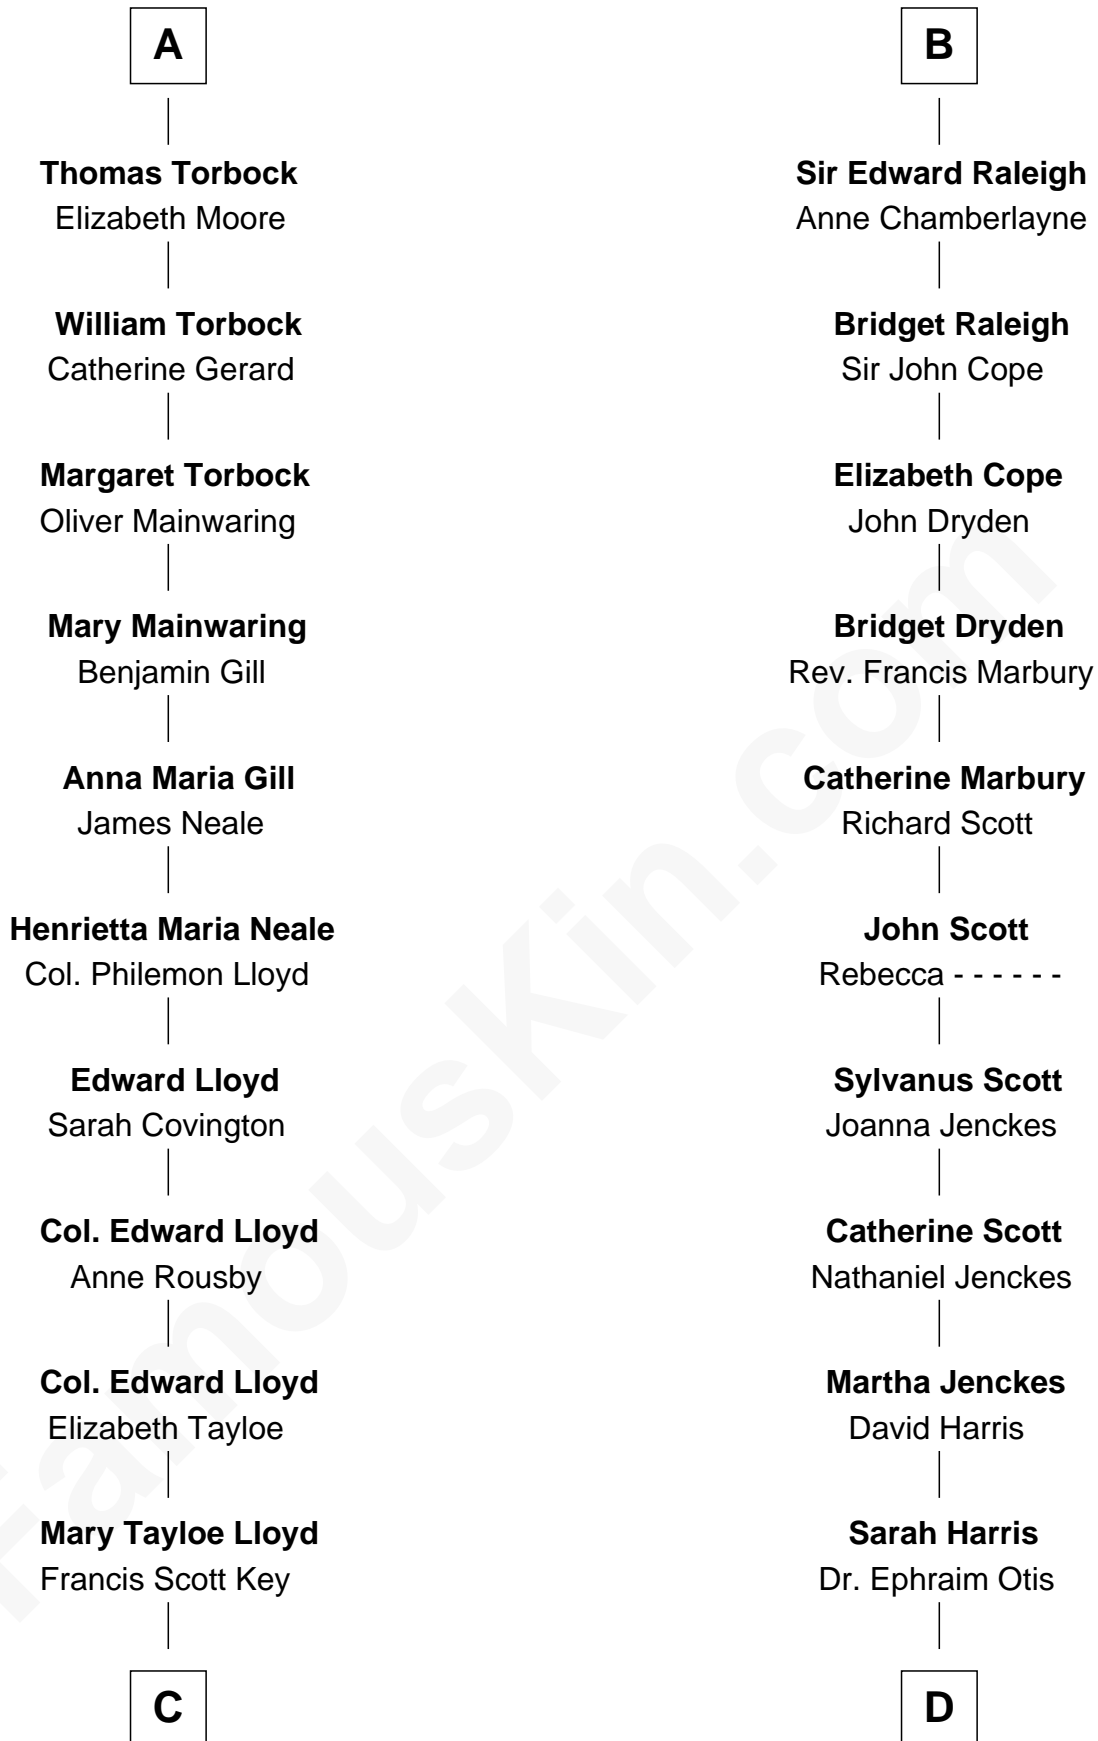 A
Thomas Torbock
Elizabeth Moore
William Torbock
Catherine Gerard
Margaret Torbock
Oliver Mainwaring
Mary Mainwaring
Benjamin Gill
Anna Maria Gill
James Neale
Henrietta Maria Neale
Col. Philemon Lloyd
Edward Lloyd
Sarah Covington
Col. Edward Lloyd
Anne Rousby
Col. Edward Lloyd
Elizabeth Tayloe
Mary Tayloe Lloyd
Francis Scott Key
C
B
Sir Edward Raleigh
Anne Chamberlayne
Bridget Raleigh
Sir John Cope
Elizabeth Cope
John Dryden
Bridget Dryden
Rev. Francis Marbury
Catherine Marbury
Richard Scott
John Scott
Rebecca - - - - - -
Sylvanus Scott
Joanna Jenckes
Catherine Scott
Nathaniel Jenckes
Martha Jenckes
David Harris
Sarah Harris
Dr. Ephraim Otis
D
FamousKin.com